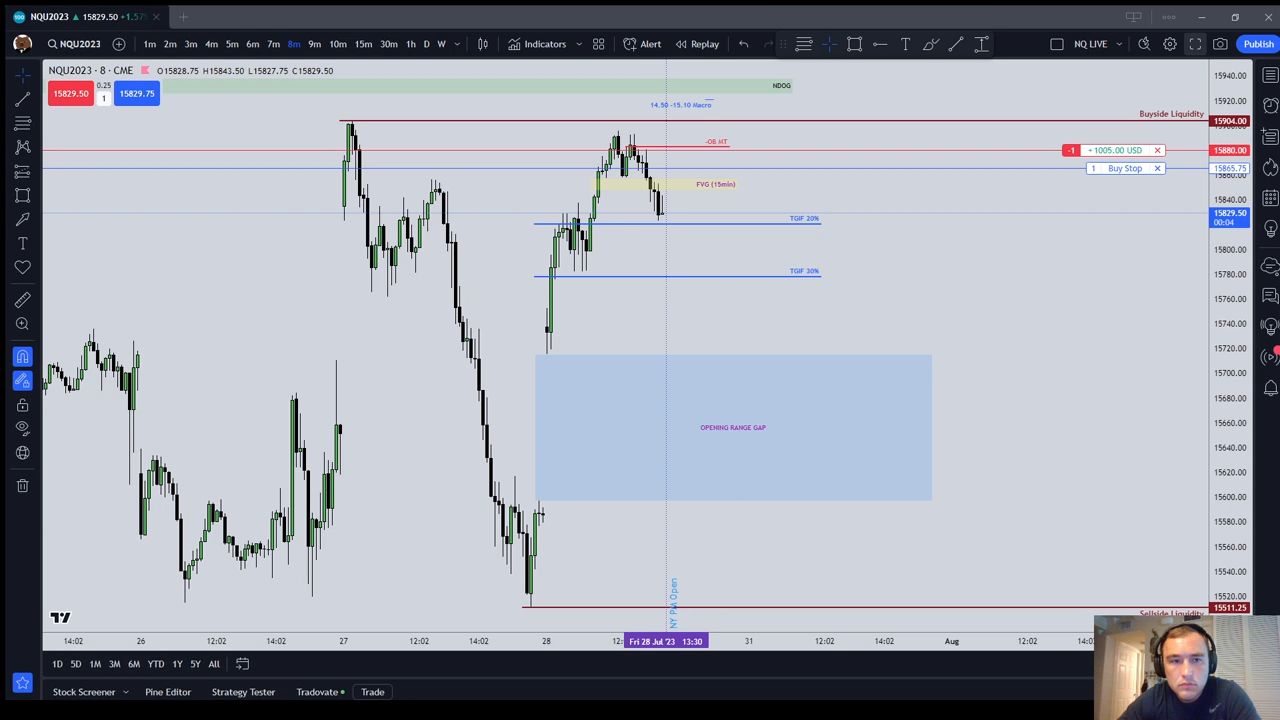 NQU2023 ▲ 15829.50 +1.57%
NQU2023 1m 2m 3m 4m 5m 6m 7m 8m 9m 10m 15m 30m 1h D W Indicators Alert Replay NQ LIVE Publish
NQU2023 · 8 · CME O15828.75 H15843.50 L15827.75 C15829.50
15829.50 0.25 1 15829.75
NDOG
14.50 -15.10 Macro
Buyside Liquidity
-OB MT
-1 +1005.00 USD
1 Buy Stop
FVG (15min)
TGIF 20%
TGIF 30%
OPENING RANGE GAP
NY PM Open
Sellside Liquidity
15940.00
15920.00
15904.00
15880.00
15865.75
15829.50
00:04
15800.00
15780.00
15760.00
15740.00
15720.00
15700.00
15680.00
15660.00
15640.00
15620.00
15600.00
15580.00
15560.00
15540.00
15520.00
15511.25
14:02 26 12:02 14:02 27 12:02 14:02 28 12: Fri 28 Jul '23 13:30 31 12:02 14:02 Aug 12:02
1D 5D 1M 3M 6M YTD 1Y 5Y All
Stock Screener Pine Editor Strategy Tester Tradovate Trade